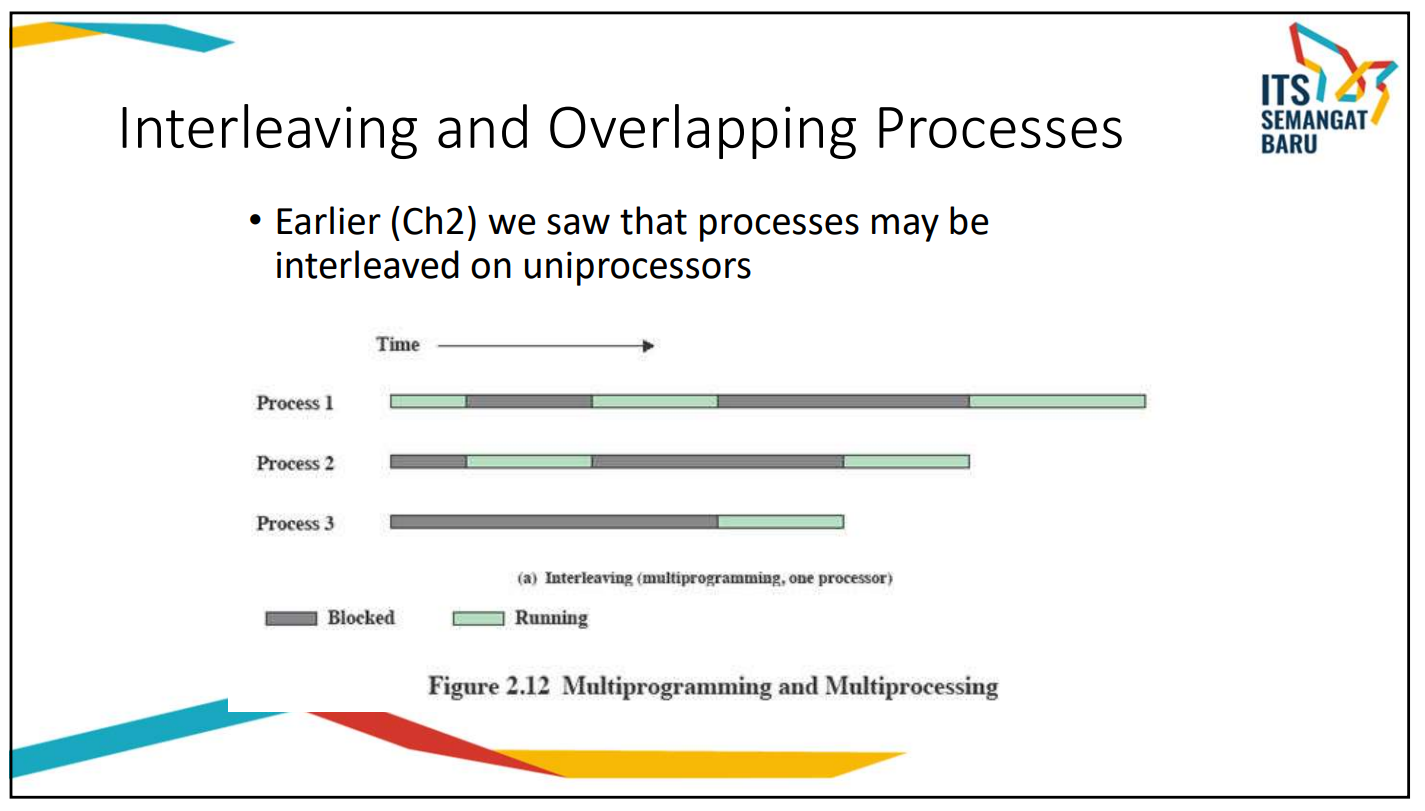 ITS
SEMANGAT
BARU
Interleaving and Overlapping Processes
• Earlier (Ch2) we saw that processes may be
interleaved on uniprocessors
Time
Process 1
Process 2
Process 3
(a) Interleaving (multiprogramming, one processor)
Blocked Running
Figure 2.12 Multiprogramming and Multiprocessing